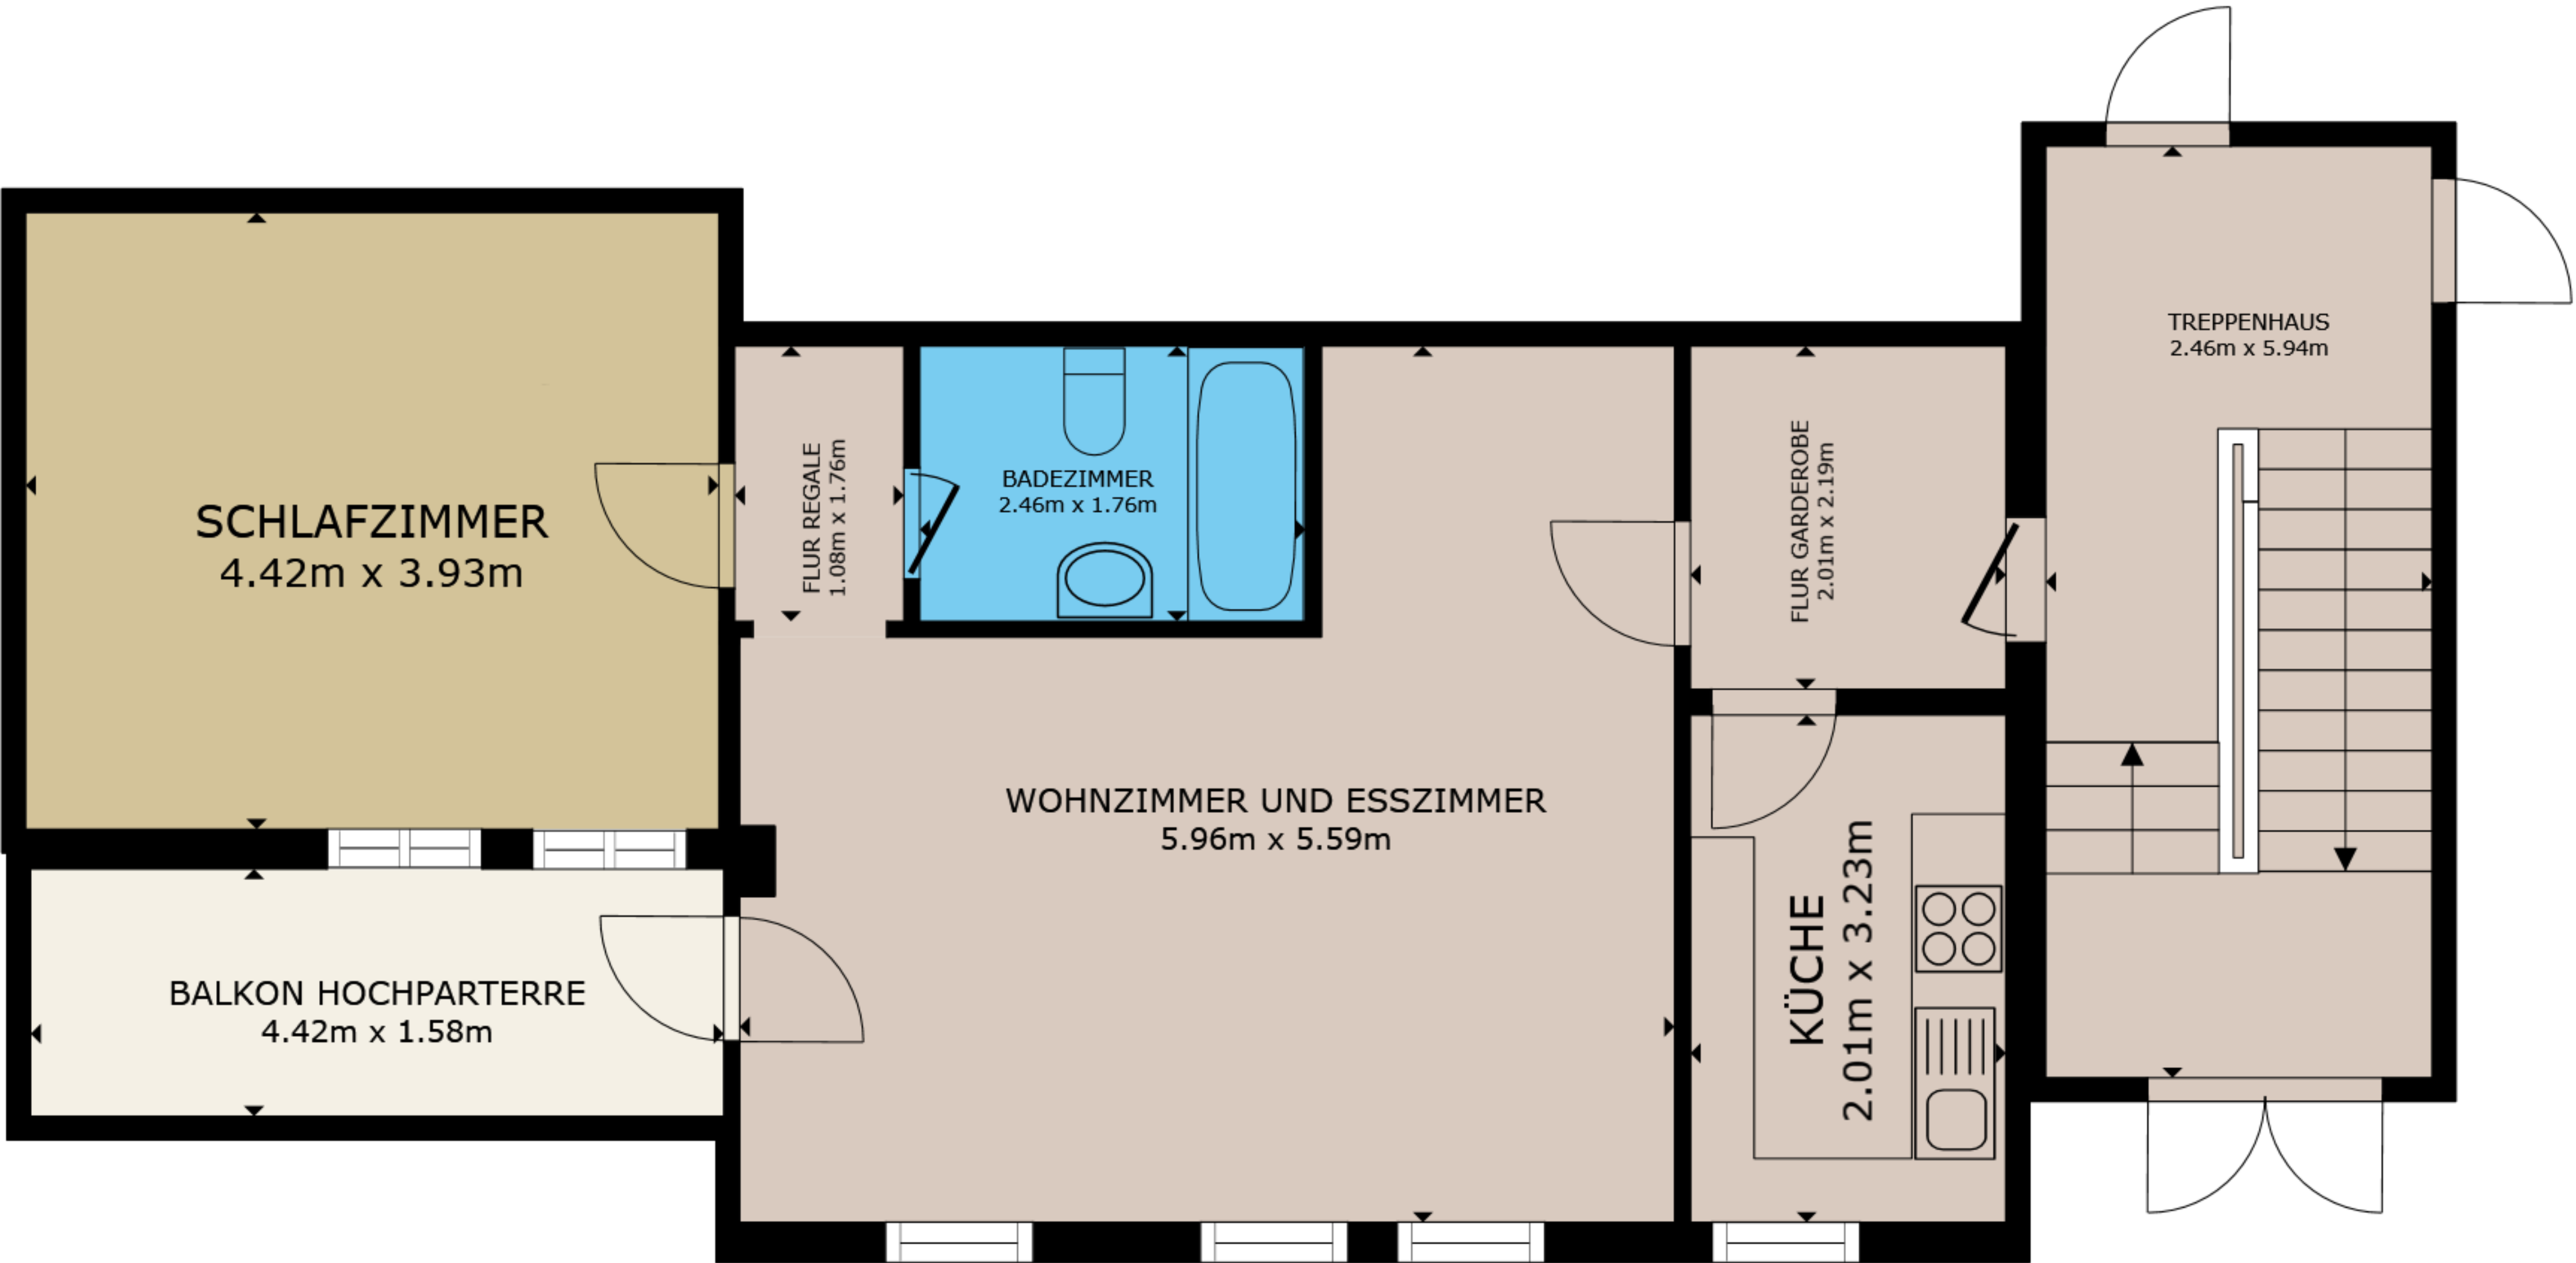 SCHLAFZIMMER
4.42m x 3.93m
FLUR REGALE
1.08m x 1.76m
BADEZIMMER
2.46m x 1.76m
FLUR GARDEROBE
2.01m x 2.19m
TREPPENHAUS
2.46m x 5.94m
WOHNZIMMER UND ESSZIMMER
5.96m x 5.59m
KÜCHE
2.01m x 3.23m
BALKON HOCHPARTERRE
4.42m x 1.58m